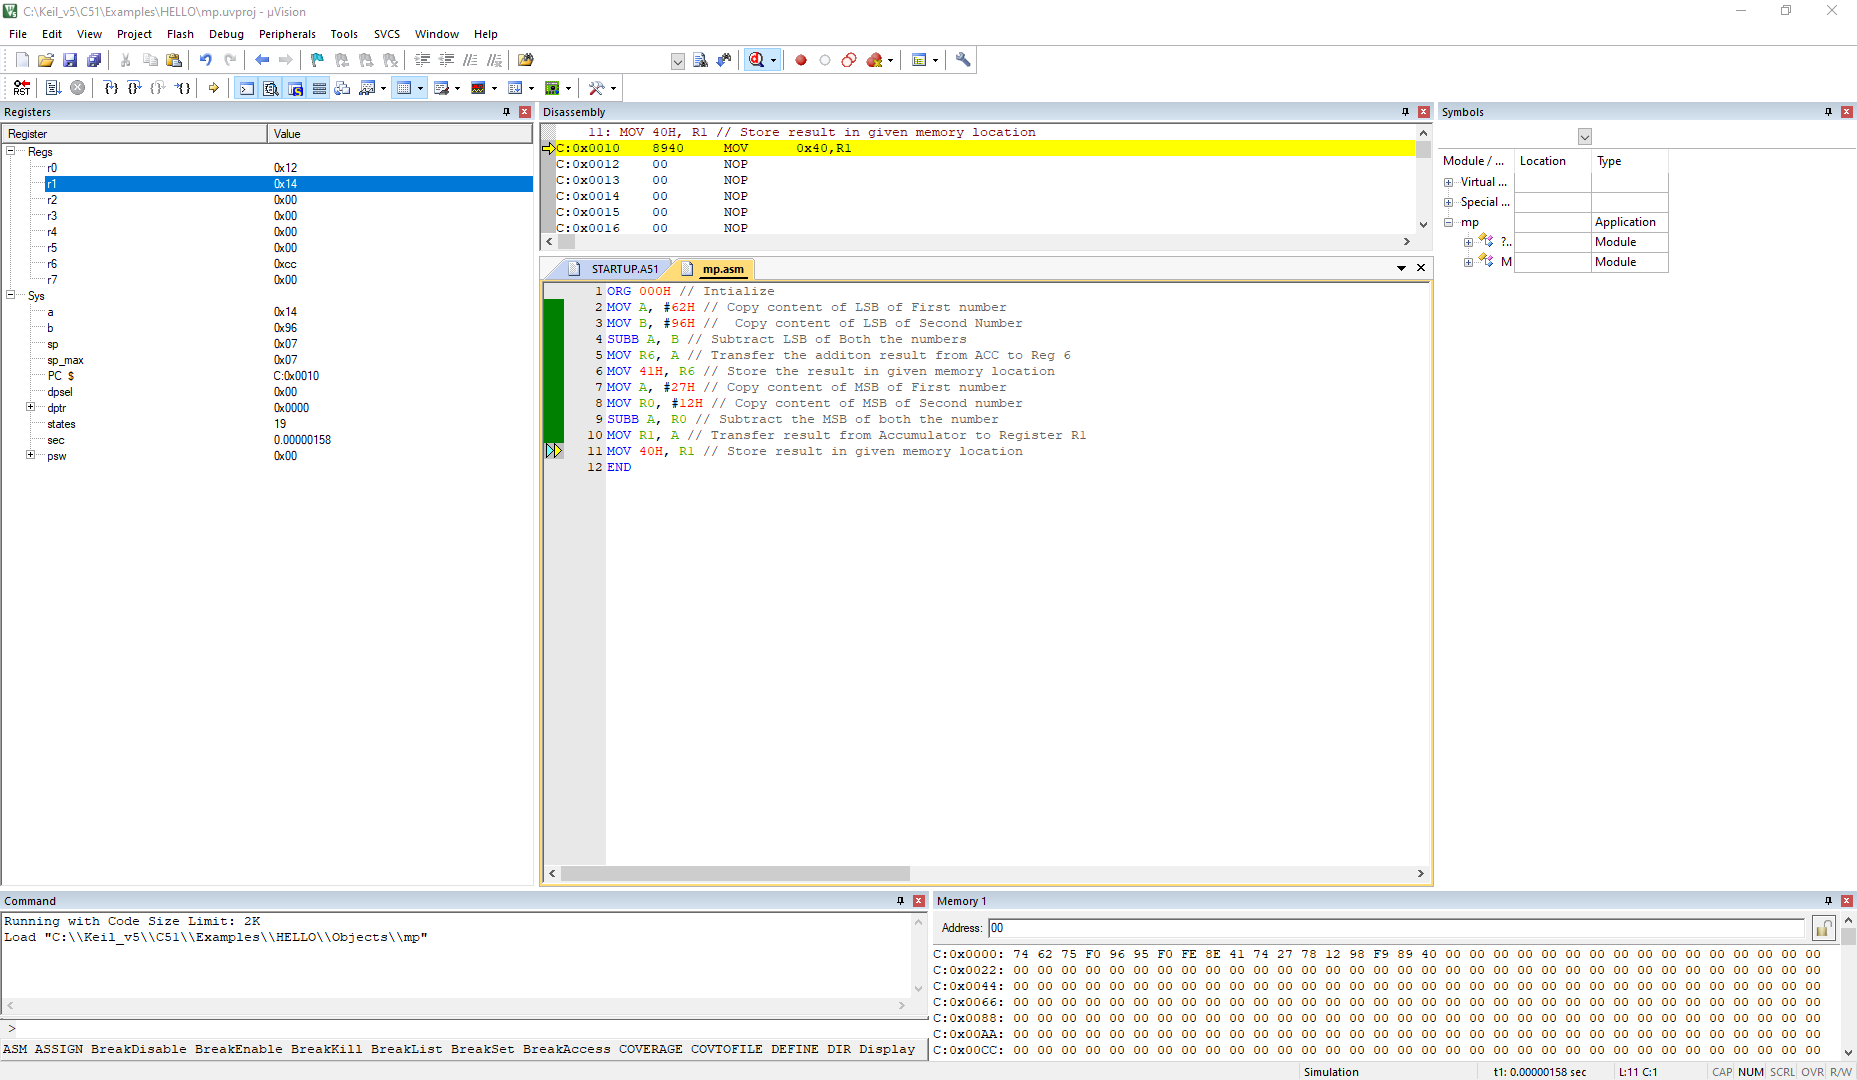 C:\Keil_v5\C51\Examples\HELLO\mp.uvproj - µVision
File Edit View Project Flash Debug Peripherals Tools SVCS Window Help
Registers
Register Value
Regs
r0 0x12
r1 0x14
r2 0x00
r3 0x00
r4 0x00
r5 0x00
r6 0xcc
r7 0x00
Sys
a 0x14
b 0x96
sp 0x07
sp_max 0x07
PC $ C:0x0010
dpsel 0x00
dptr 0x0000
states 19
sec 0.00000158
psw 0x00
Disassembly
11: MOV 40H, R1 // Store result in given memory location
C:0x0010 8940 MOV 0x40,R1
C:0x0012 00 NOP
C:0x0013 00 NOP
C:0x0014 00 NOP
C:0x0015 00 NOP
C:0x0016 00 NOP
STARTUP.A51 mp.asm
1 ORG 000H // Intialize
2 MOV A, #62H // Copy content of LSB of First number
3 MOV B, #96H // Copy content of LSB of Second Number
4 SUBB A, B // Subtract LSB of Both the numbers
5 MOV R6, A // Transfer the additon result from ACC to Reg 6
6 MOV 41H, R6 // Store the result in given memory location
7 MOV A, #27H // Copy content of MSB of First number
8 MOV R0, #12H // Copy content of MSB of Second number
9 SUBB A, R0 // Subtract the MSB of both the number
10 MOV R1, A // Transfer result from Accumulator to Register R1
11 MOV 40H, R1 // Store result in given memory location
12 END
Symbols
Module / ... Location Type
Virtual ...
Special ...
mp Application
?.. Module
M Module
Command
Running with Code Size Limit: 2K
Load "C:\\Keil_v5\\C51\\Examples\\HELLO\\Objects\\mp"
>
ASM ASSIGN BreakDisable BreakEnable BreakKill BreakList BreakSet BreakAccess COVERAGE COVTOFILE DEFINE DIR Display
Memory 1
Address: 00
C:0x0000: 74 62 75 F0 96 95 F0 FE 8E 41 74 27 78 12 98 F9 89 40 00 00 00 00 00 00 00 00 00 00 00 00 00 00 00 00
C:0x0022: 00 00 00 00 00 00 00 00 00 00 00 00 00 00 00 00 00 00 00 00 00 00 00 00 00 00 00 00 00 00 00 00 00 00
C:0x0044: 00 00 00 00 00 00 00 00 00 00 00 00 00 00 00 00 00 00 00 00 00 00 00 00 00 00 00 00 00 00 00 00 00 00
C:0x0066: 00 00 00 00 00 00 00 00 00 00 00 00 00 00 00 00 00 00 00 00 00 00 00 00 00 00 00 00 00 00 00 00 00 00
C:0x0088: 00 00 00 00 00 00 00 00 00 00 00 00 00 00 00 00 00 00 00 00 00 00 00 00 00 00 00 00 00 00 00 00 00 00
C:0x00AA: 00 00 00 00 00 00 00 00 00 00 00 00 00 00 00 00 00 00 00 00 00 00 00 00 00 00 00 00 00 00 00 00 00 00
C:0x00CC: 00 00 00 00 00 00 00 00 00 00 00 00 00 00 00 00 00 00 00 00 00 00 00 00 00 00 00 00 00 00 00 00 00 00
Simulation t1: 0.00000158 sec L:11 C:1 CAP NUM SCRL OVR R/W